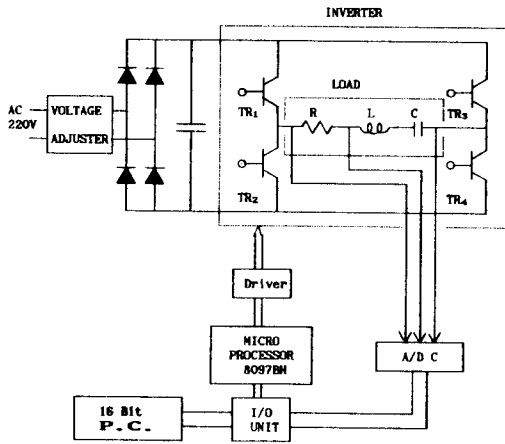 INVERTER
LOAD
R
L
C
TR₁
TR₃
AC
220V
VOLTAGE
ADJUSTER
TR₂
TR₄
Driver
MICRO
PROCESSOR
8097BH
A/D C
16 Bit
P.C.
I/O
UNIT